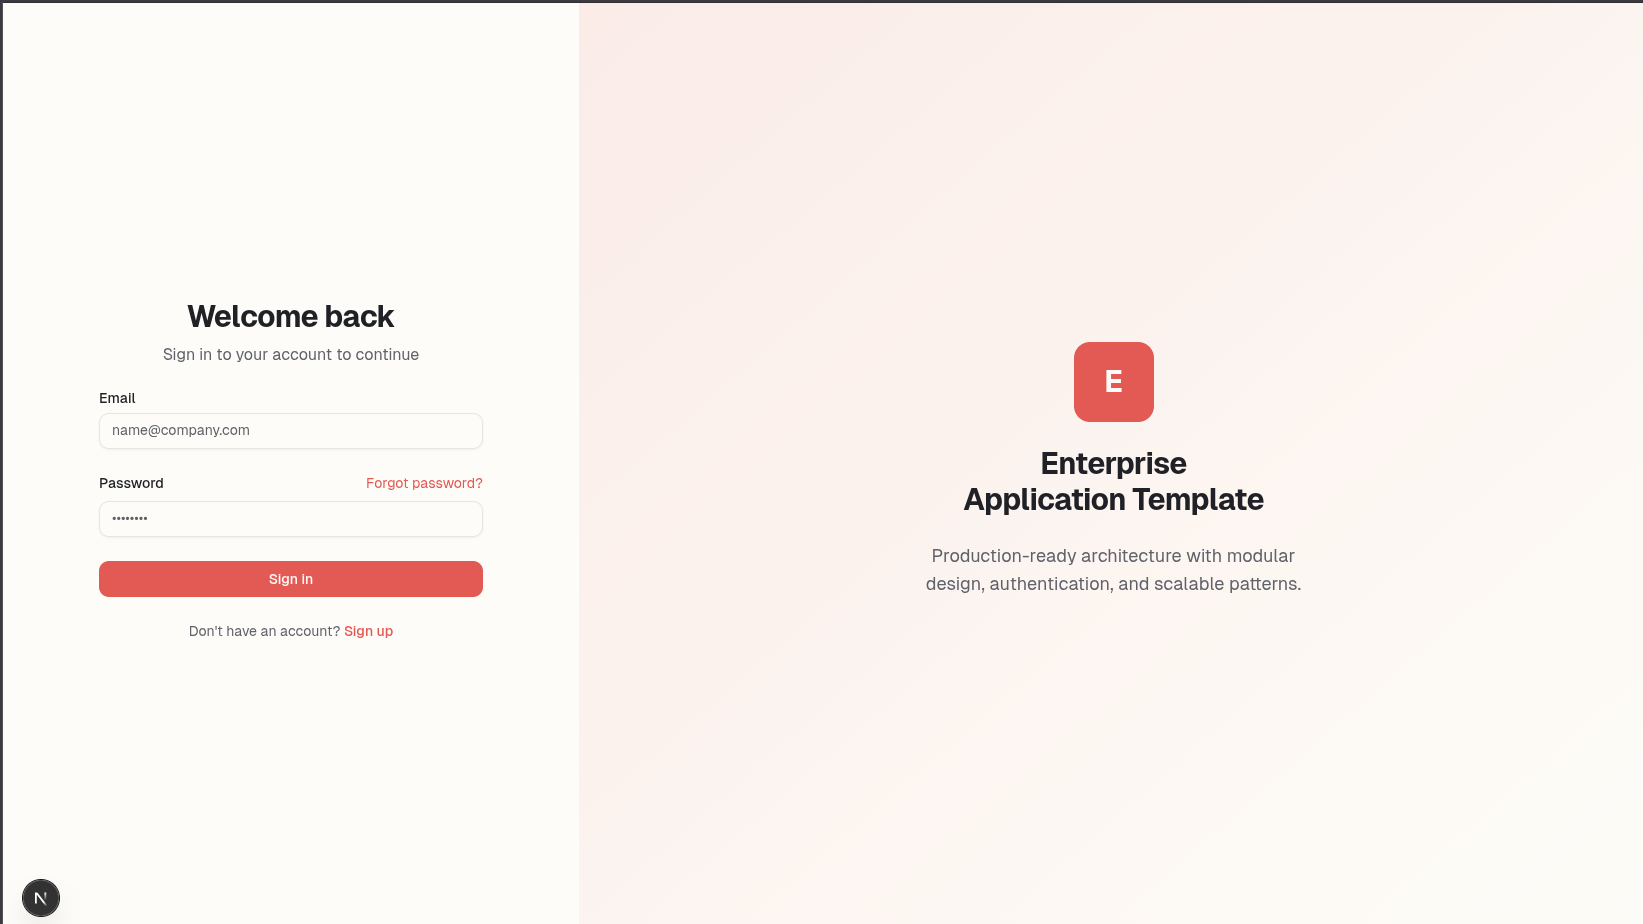 Welcome back
Sign in to your account to continue
Email
name@company.com
Password
Forgot password?
••••••••
Sign in
Don't have an account? Sign up
E
Enterprise
Application Template
Production-ready architecture with modular
design, authentication, and scalable patterns.
N